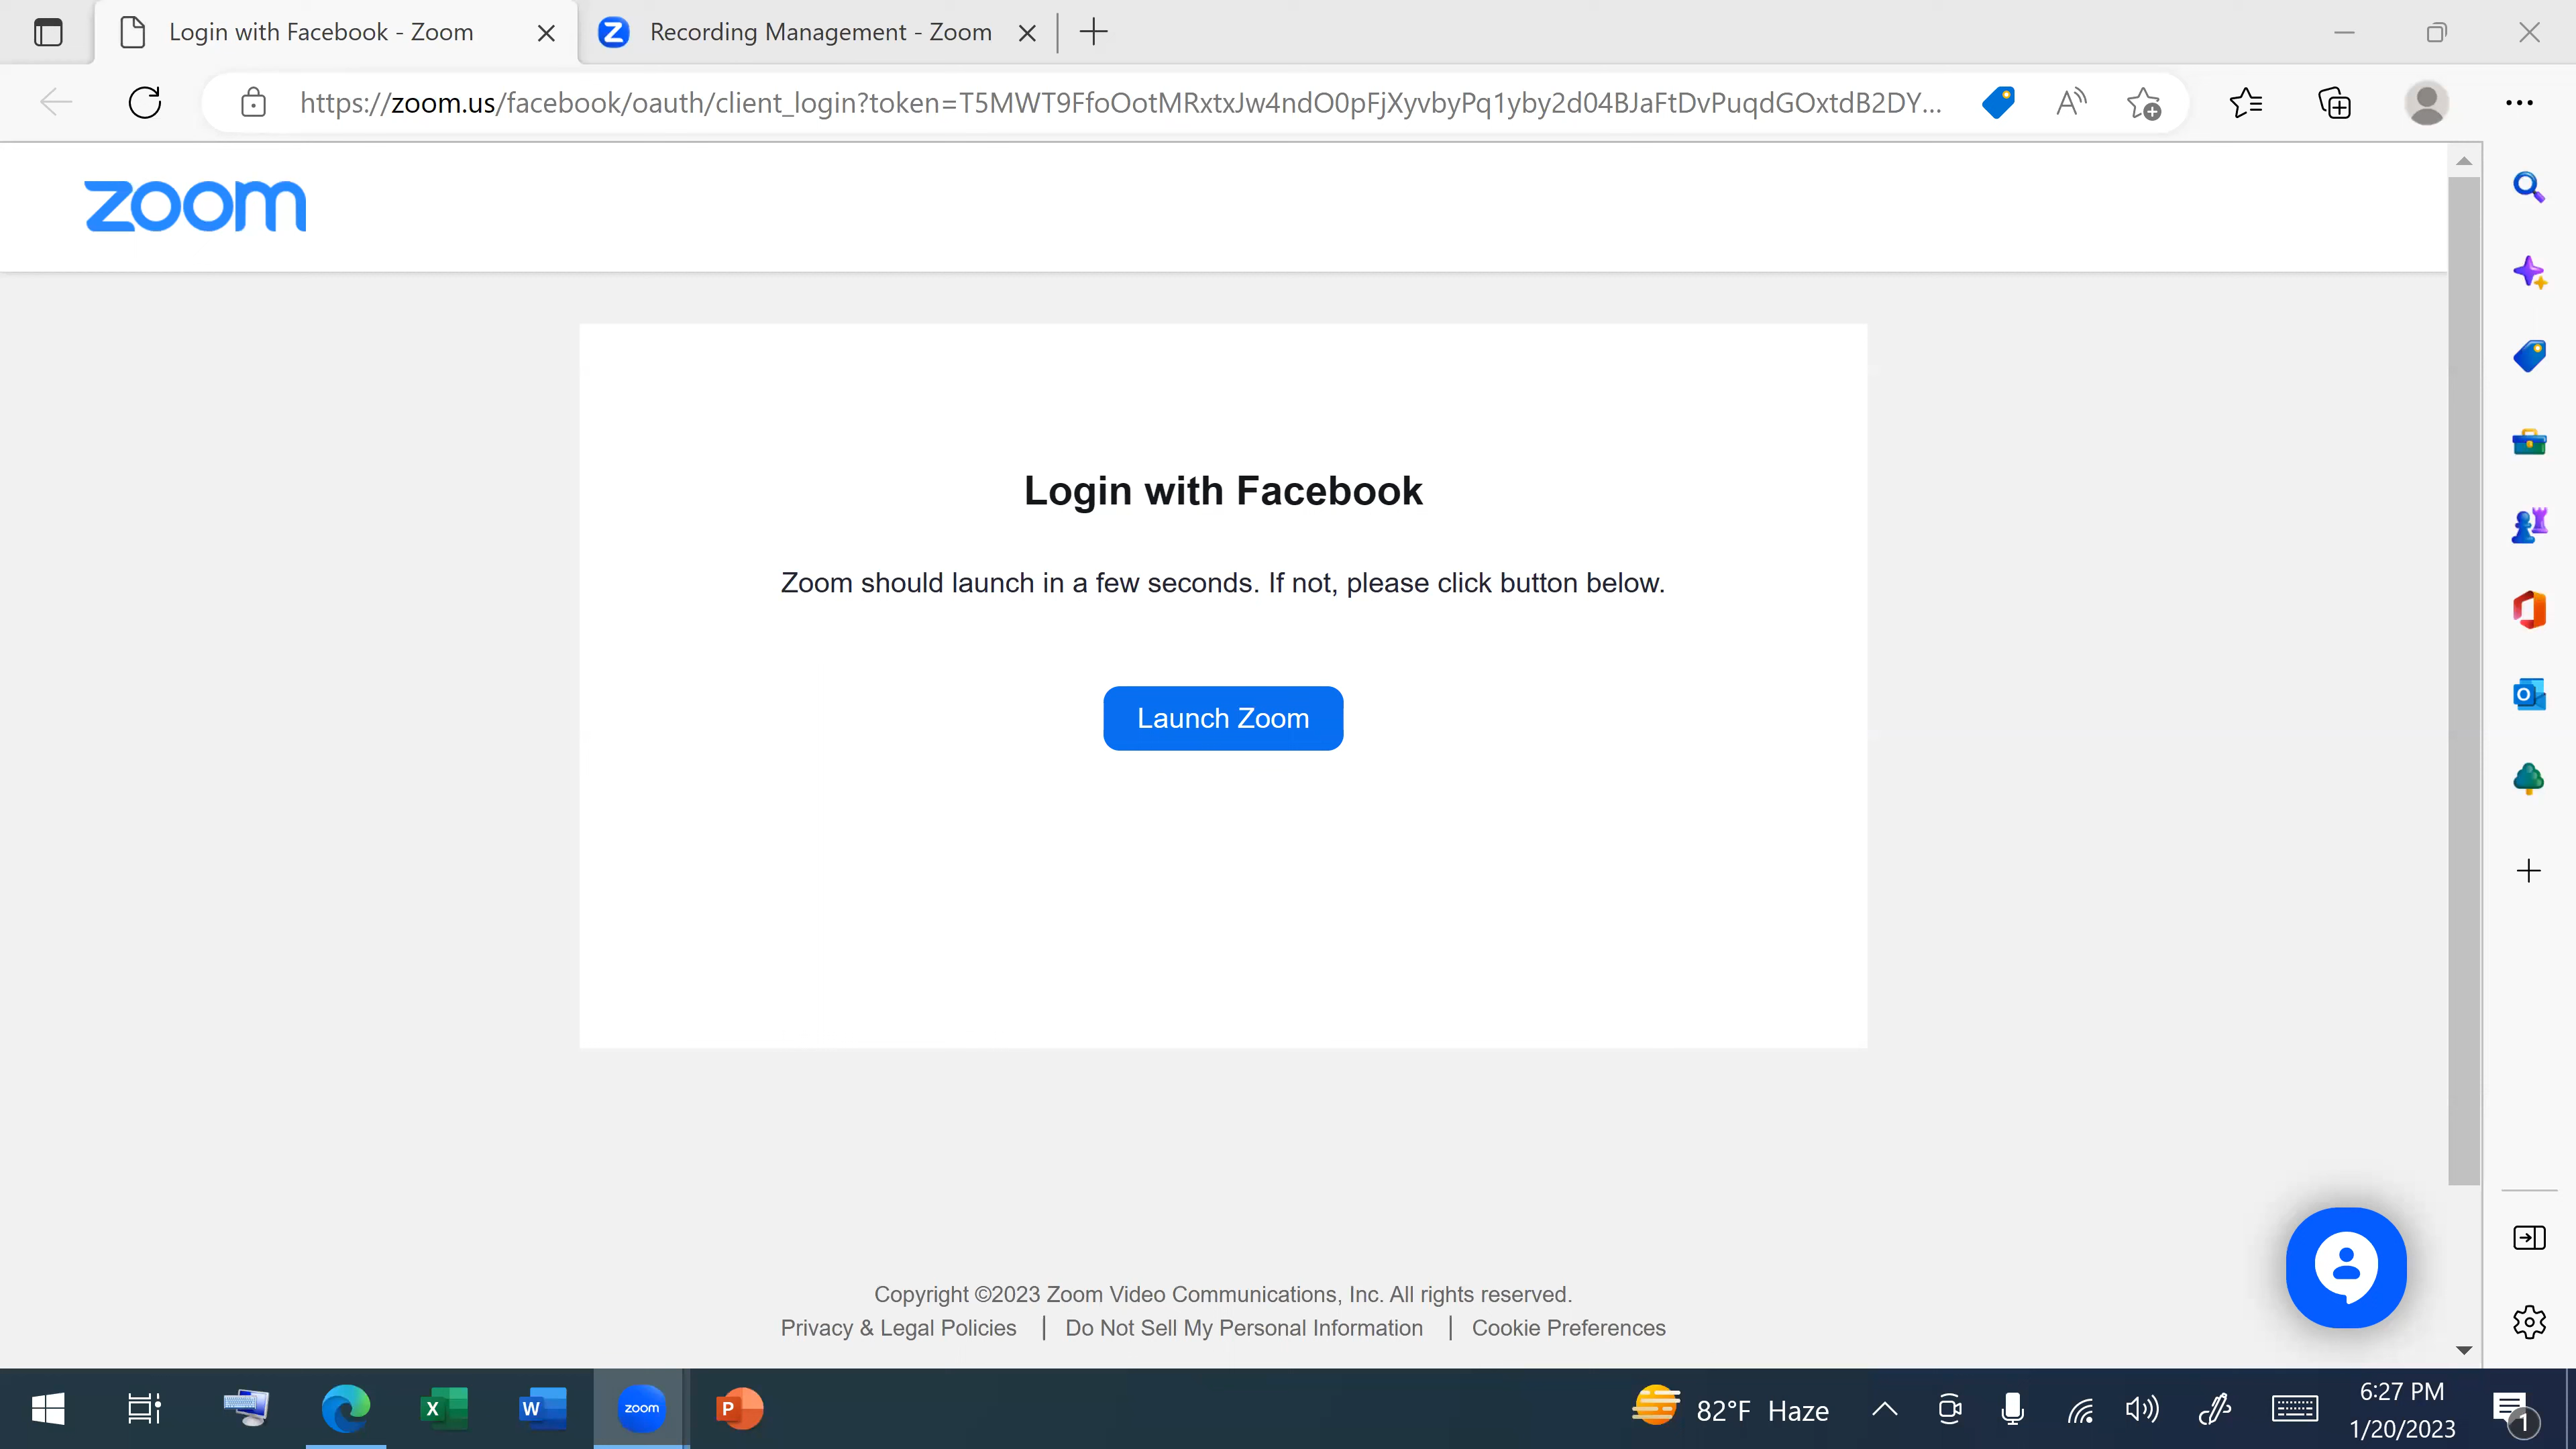 Login with Facebook - Zoom
Recording Management - Zoom
https://zoom.us/facebook/oauth/client_login?token=T5MWT9FfoOotMRxtxJw4ndO0pFjXyvbyPq1yby2d04BJaFtDvPuqdGOxtdB2DY...
zoom
Login with Facebook
Zoom should launch in a few seconds. If not, please click button below.
Launch Zoom
Copyright ©2023 Zoom Video Communications, Inc. All rights reserved.
Privacy & Legal Policies | Do Not Sell My Personal Information | Cookie Preferences
zoom
82°F Haze
6:27 PM
1/20/2023
1